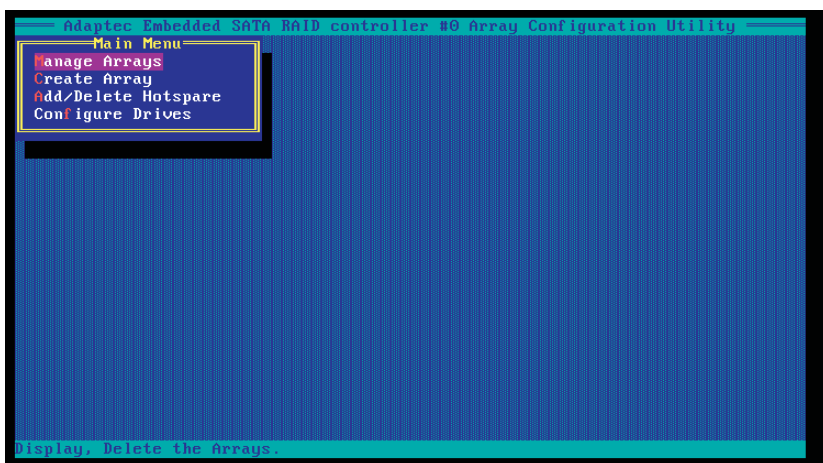 Adaptec Embedded SATA RAID controller #0 Array Configuration Utility
Main Menu
Manage Arrays
Create Array
Add/Delete Hotspare
Configure Drives
Display, Delete the Arrays.